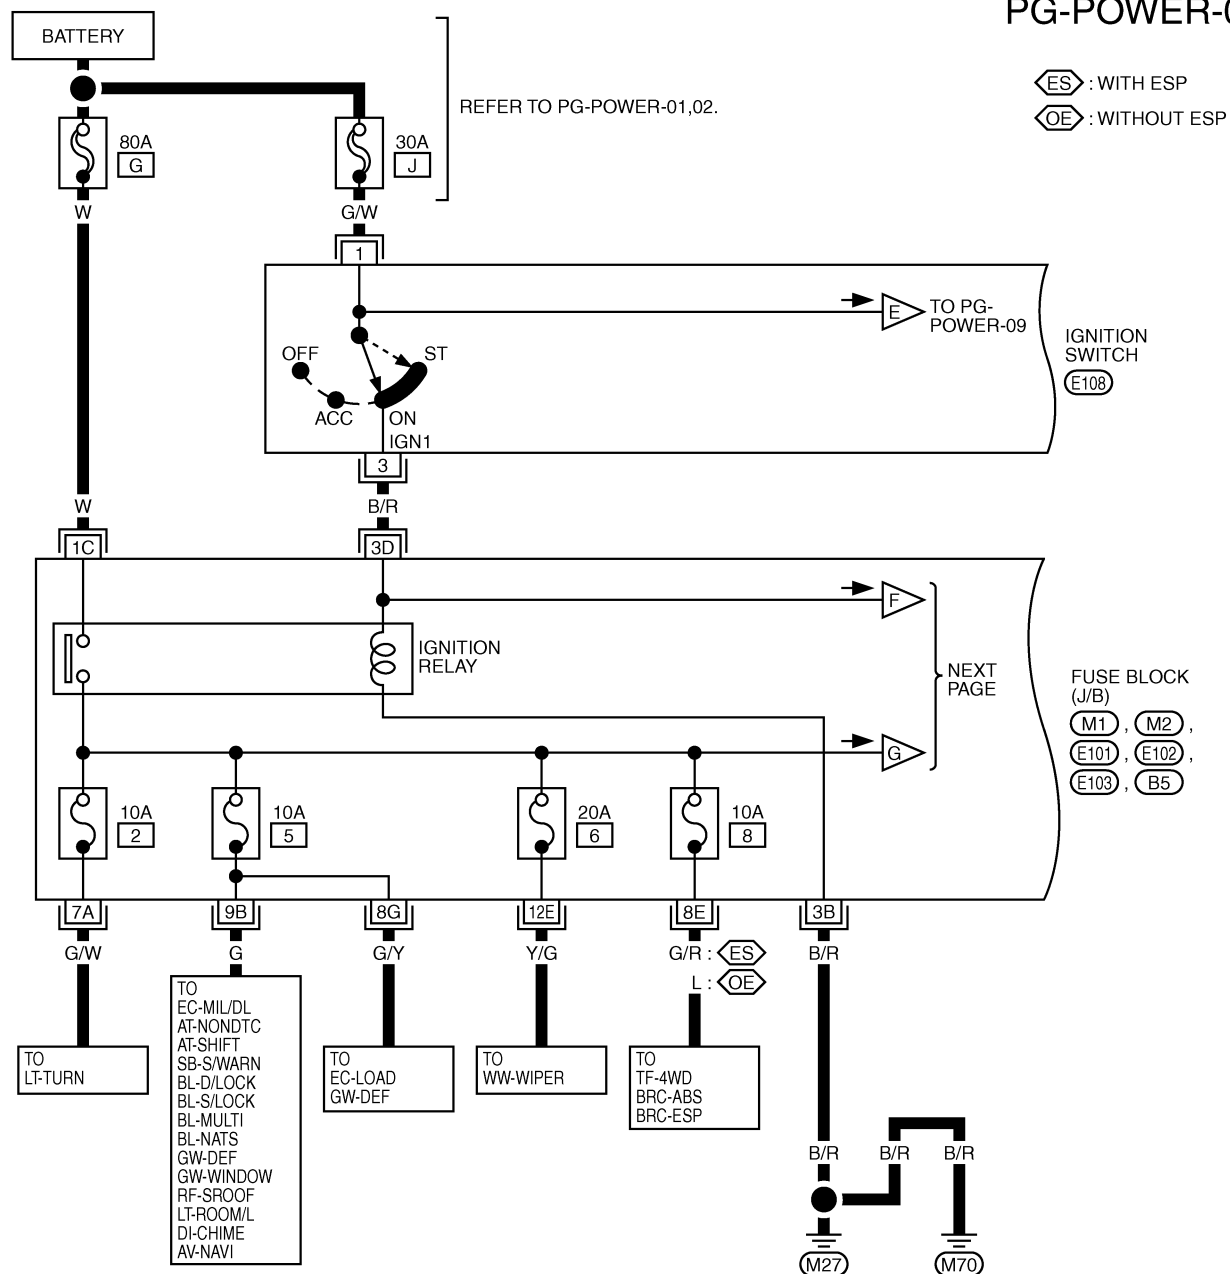 PG-POWER-0
BATTERY
ES : WITH ESP
OE : WITHOUT ESP
REFER TO PG-POWER-01,02.
80A
G
30A
J
W
G/W
1
E
TO PG-
POWER-09
IGNITION
SWITCH
E108
OFF
ST
ACC
ON
IGN1
3
W
B/R
1C
3D
F
IGNITION
RELAY
NEXT
PAGE
FUSE BLOCK
(J/B)
M1 , M2 ,
E101 , E102 ,
E103 , B5
G
10A
2
10A
5
20A
6
10A
8
7A
9B
8G
12E
8E
3B
G/W
G
G/Y
Y/G
G/R : ES
L : OE
B/R
TO
LT-TURN
TO
EC-MIL/DL
AT-NONDTC
AT-SHIFT
SB-S/WARN
BL-D/LOCK
BL-S/LOCK
BL-MULTI
BL-NATS
GW-DEF
GW-WINDOW
RF-SROOF
LT-ROOM/L
DI-CHIME
AV-NAVI
TO
EC-LOAD
GW-DEF
TO
WW-WIPER
TO
TF-4WD
BRC-ABS
BRC-ESP
B/R
B/R
B/R
M27
M70